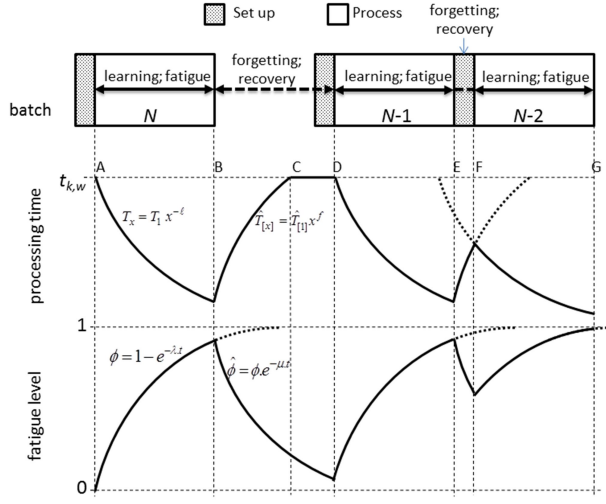 Set up
Process
forgetting;
recovery
learning; fatigue
forgetting;
recovery
learning; fatigue
learning; fatigue
batch
N
N-1
N-2
A B C D E F G
t_{k,w}
T_x = T_1 x^{-ℓ}
T̂_{[x]} = T̂_{[1]} x^f
processing time
1
ϕ = 1 − e^{−λ.t}
ϕ̂ = ϕ.e^{−μ.t}
fatigue level
0